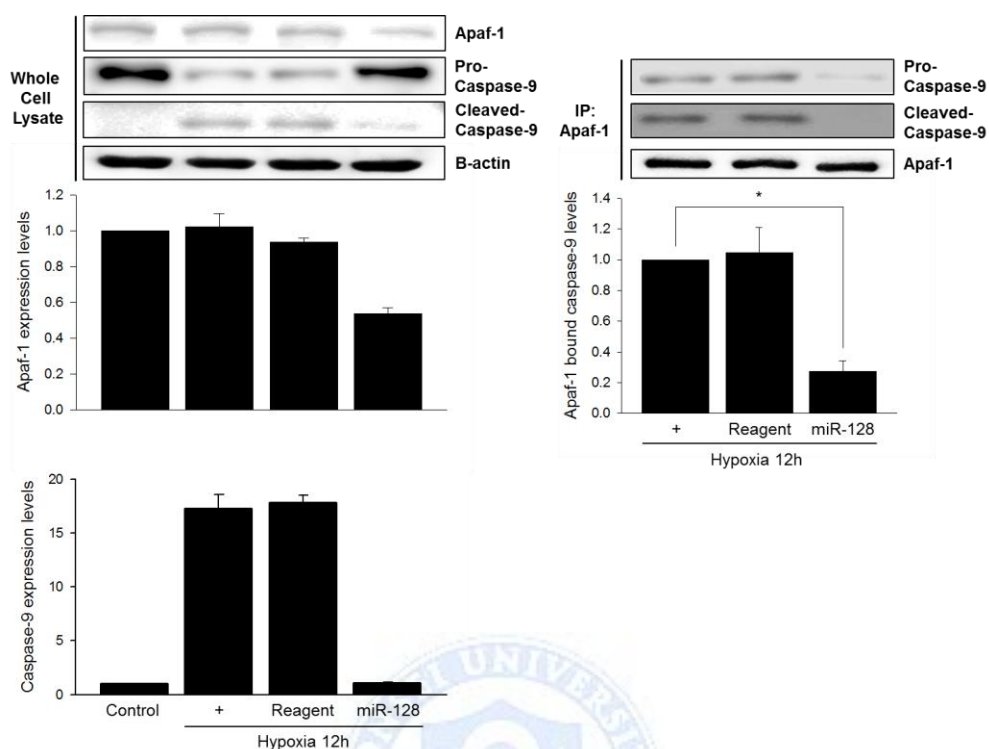 Whole
Cell
Lysate
Apaf-1
Pro-
Caspase-9
Cleaved-
Caspase-9
B-actin
Apaf-1 expression levels
1.2
1.0
0.8
0.6
0.4
0.2
0.0
Caspase-9 expression levels
20
15
10
5
0
Control
+
Reagent
miR-128
Hypoxia 12h
IP:
Apaf-1
Pro-
Caspase-9
Cleaved-
Caspase-9
Apaf-1
*
Apaf-1 bound caspase-9 levels
1.4
1.2
1.0
0.8
0.6
0.4
0.2
0.0
+
Reagent
miR-128
Hypoxia 12h